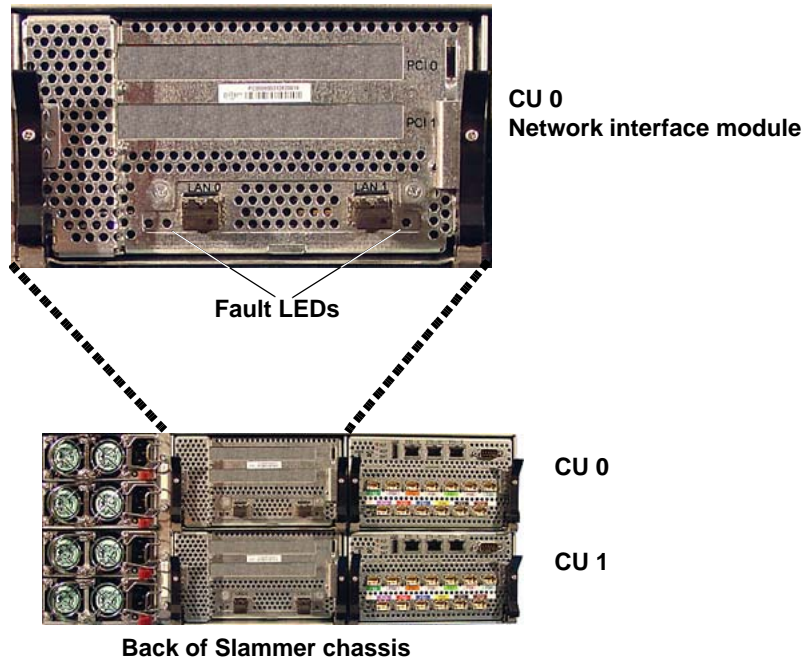 PCI 0
CU 0
Network interface module
PCI 1
LAN 0
LAN 1
Fault LEDs
CU 0
CU 1
Back of Slammer chassis